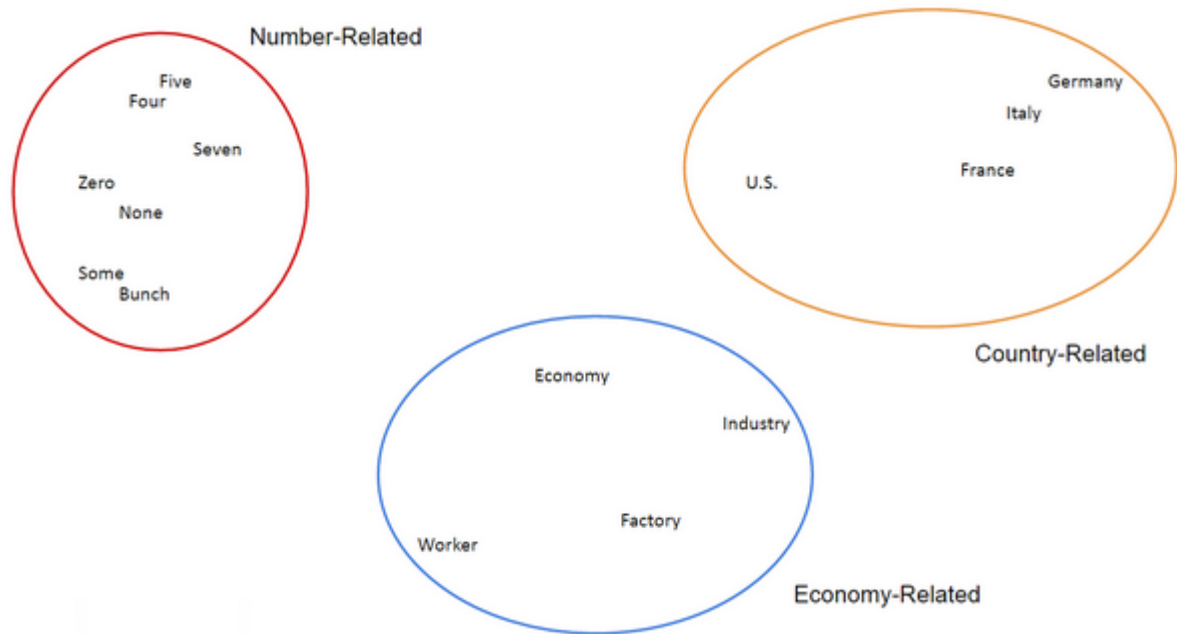 Number-Related
Five
Four
Seven
Zero
None
Some
Bunch
Germany
Italy
France
U.S.
Country-Related
Economy
Industry
Factory
Worker
Economy-Related